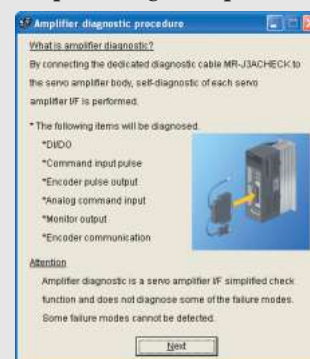 Amplifier diagnostic procedure
What is amplifier diagnostic?
By connecting the dedicated diagnostic cable MR-J3ACHECK to
the servo amplifier body, self-diagnosis of each servo
amplifier I/F is performed.
* The following items will be diagnosed.
*DI/DO
*Command input pulse
*Encoder pulse output
*Analog command input
*Monitor output
*Encoder communication
Attention
Amplifier diagnostic is a servo amplifier I/F simplified check
function and does not diagnose some of the failure modes.
Some failure modes cannot be detected.
Next